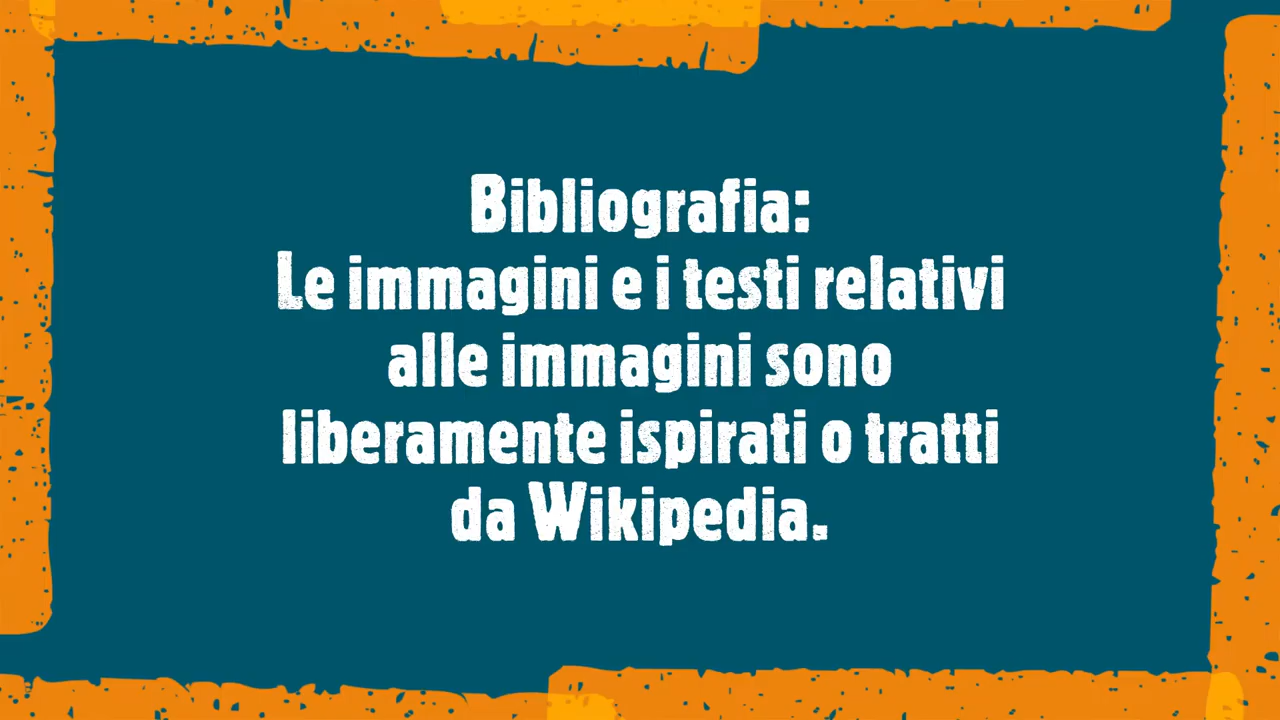 Bibliografia:
Le immagini e i testi relativi
alle immagini sono
liberamente ispirati o tratti
da Wikipedia.